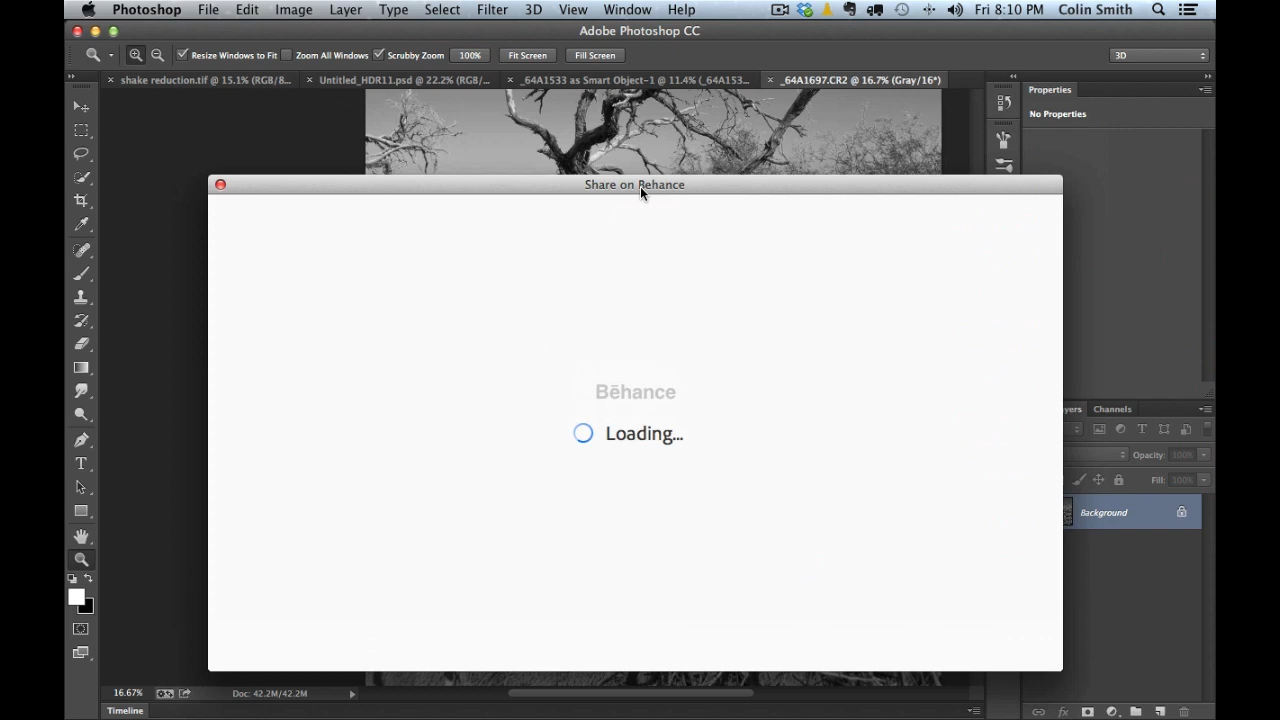 Photoshop File Edit Image Layer Type Select Filter 3D View Window Help Fri 8:10 PM Colin Smith
Adobe Photoshop CC
Resize Windows to Fit Zoom All Windows Scrubby Zoom 100% Fit Screen Fill Screen 3D
shake reduction.tif @ 15.1% (RGB/8... Untitled_HDR11.psd @ 22.2% (RGB/... _64A1533 as Smart Object-1 @ 11.4% (_64A153... _64A1697.CR2 @ 16.7% (Gray/16*)
Properties
No Properties
Share on Behance
Bēhance
Loading...
ayers Channels
Opacity: 100%
Fill: 100%
Background
T
16.67% Doc: 42.2M/42.2M
Timeline
fx